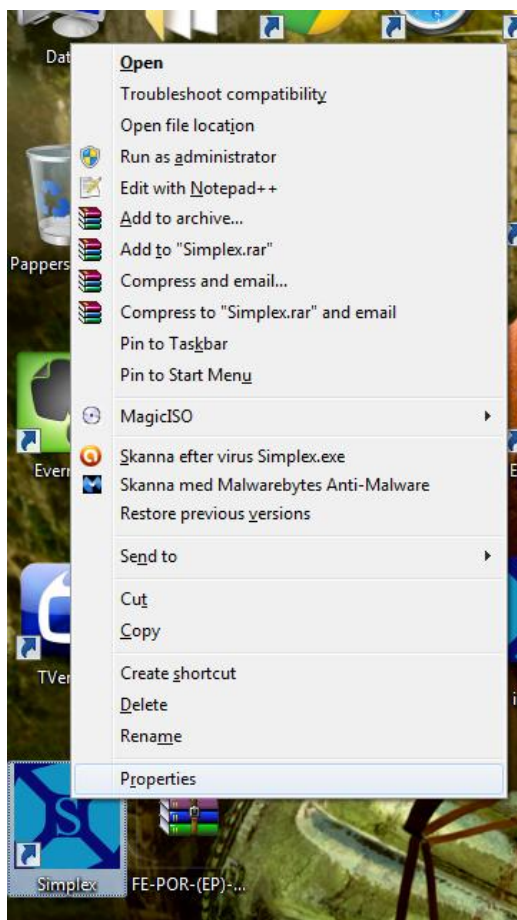 Dat
Open
Troubleshoot compatibility
Open file location
Run as administrator
Edit with Notepad++
Add to archive...
Add to "Simplex.rar"
Pappers
Compress and email...
Compress to "Simplex.rar" and email
Pin to Taskbar
Pin to Start Menu
MagicISO
Skanna efter virus Simplex.exe
Ever
Skanna med Malwarebytes Anti-Malware
Restore previous versions
Send to
Cut
Copy
Create shortcut
TVer
Delete
Rename
Properties
S
Simplex
FE-POR-(EP)-...